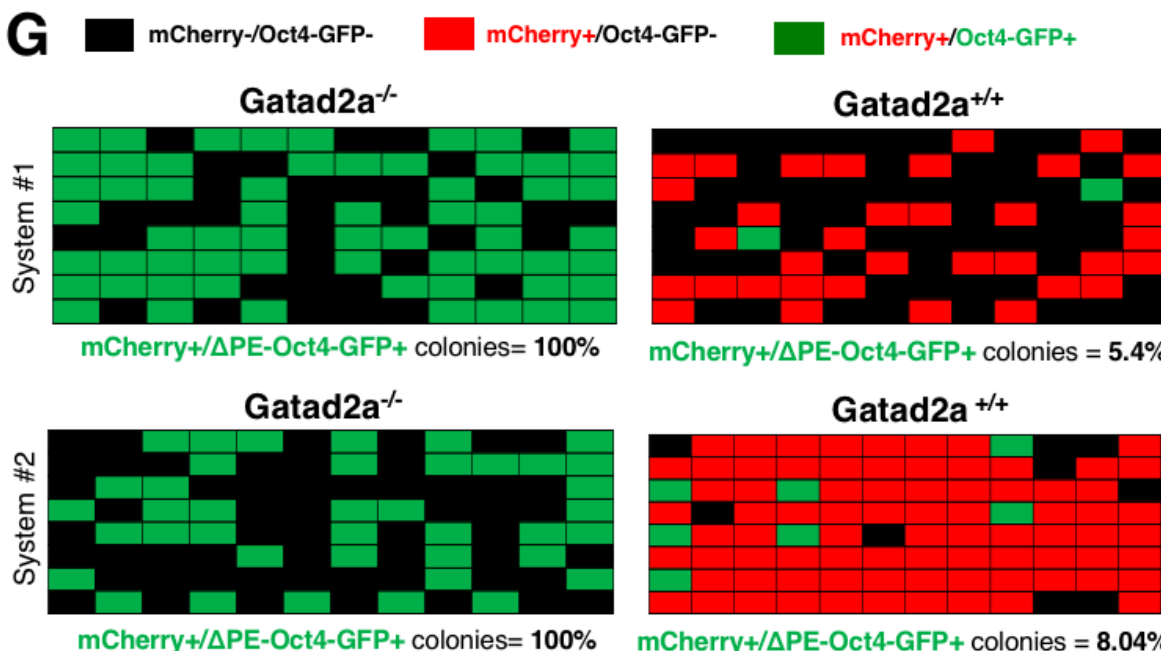 G
mCherry-/Oct4-GFP- mCherry+/Oct4-GFP- mCherry+/Oct4-GFP+
Gatad2a-/- Gatad2a+/+
System #1
mCherry+/ΔPE-Oct4-GFP+ colonies= 100% mCherry+/ΔPE-Oct4-GFP+ colonies = 5.4%
Gatad2a-/- Gatad2a +/+
System #2
mCherry+/ΔPE-Oct4-GFP+ colonies= 100% mCherry+/ΔPE-Oct4-GFP+ colonies = 8.04%